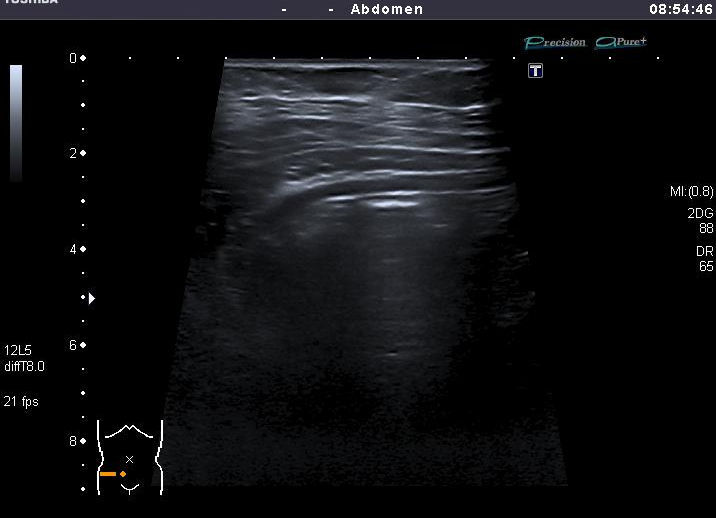 TOSHIBA
- - Abdomen 08:54:46
Precision aPure+
T
0
2
4
6
8
MI:(0.8)
2DG
88
DR
65
12L5
diffT8.0
21 fps